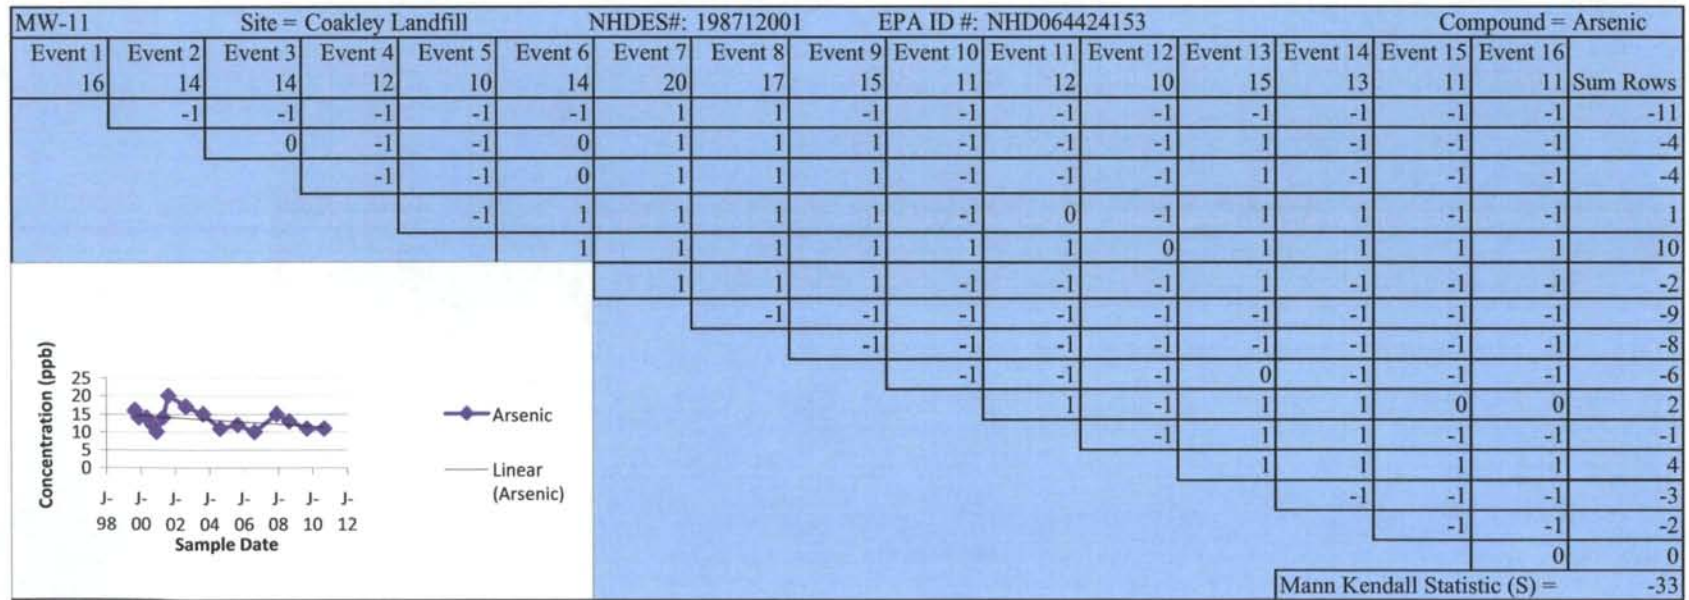 MW-11 Site = Coakley Landfill NHDES#: 198712001 EPA ID #: NHD064424153 Compound = Arsenic
Event 1 Event 2 Event 3 Event 4 Event 5 Event 6 Event 7 Event 8 Event 9 Event 10 Event 11 Event 12 Event 13 Event 14 Event 15 Event 16
16 14 14 12 10 14 20 17 15 11 12 10 15 13 11 11 Sum Rows
-1 -1 -1 -1 -1 1 1 -1 -1 -1 -1 -1 -1 -1 -1 -11
0 -1 -1 0 1 1 1 -1 -1 -1 1 -1 -1 -1 -4
-1 -1 0 1 1 1 -1 -1 -1 1 -1 -1 -1 -4
-1 1 1 1 1 -1 0 -1 1 1 -1 -1 1
1 1 1 1 1 1 0 1 1 1 1 10
1 1 1 -1 -1 -1 1 -1 -1 -1 -2
-1 -1 -1 -1 -1 -1 -1 -1 -1 -9
-1 -1 -1 -1 -1 -1 -1 -1 -8
-1 -1 -1 0 -1 -1 -1 -6
1 -1 1 1 0 0 2
-1 1 1 -1 -1 -1
1 1 1 1 4
-1 -1 -1 -3
-1 -1 -2
0 0
Mann Kendall Statistic (S) = -33
Concentration (ppb)
25
20
15
10
5
0
J- J- J- J- J- J- J- J-
98 00 02 04 06 08 10 12
Sample Date
Arsenic
Linear
(Arsenic)